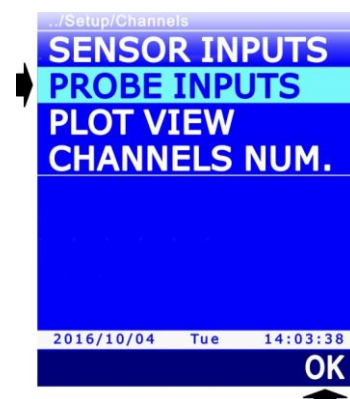 ../Setup/Channels
SENSOR INPUTS
PROBE INPUTS
PLOT VIEW
CHANNELS NUM.
2016/10/04 Tue 14:03:38
OK